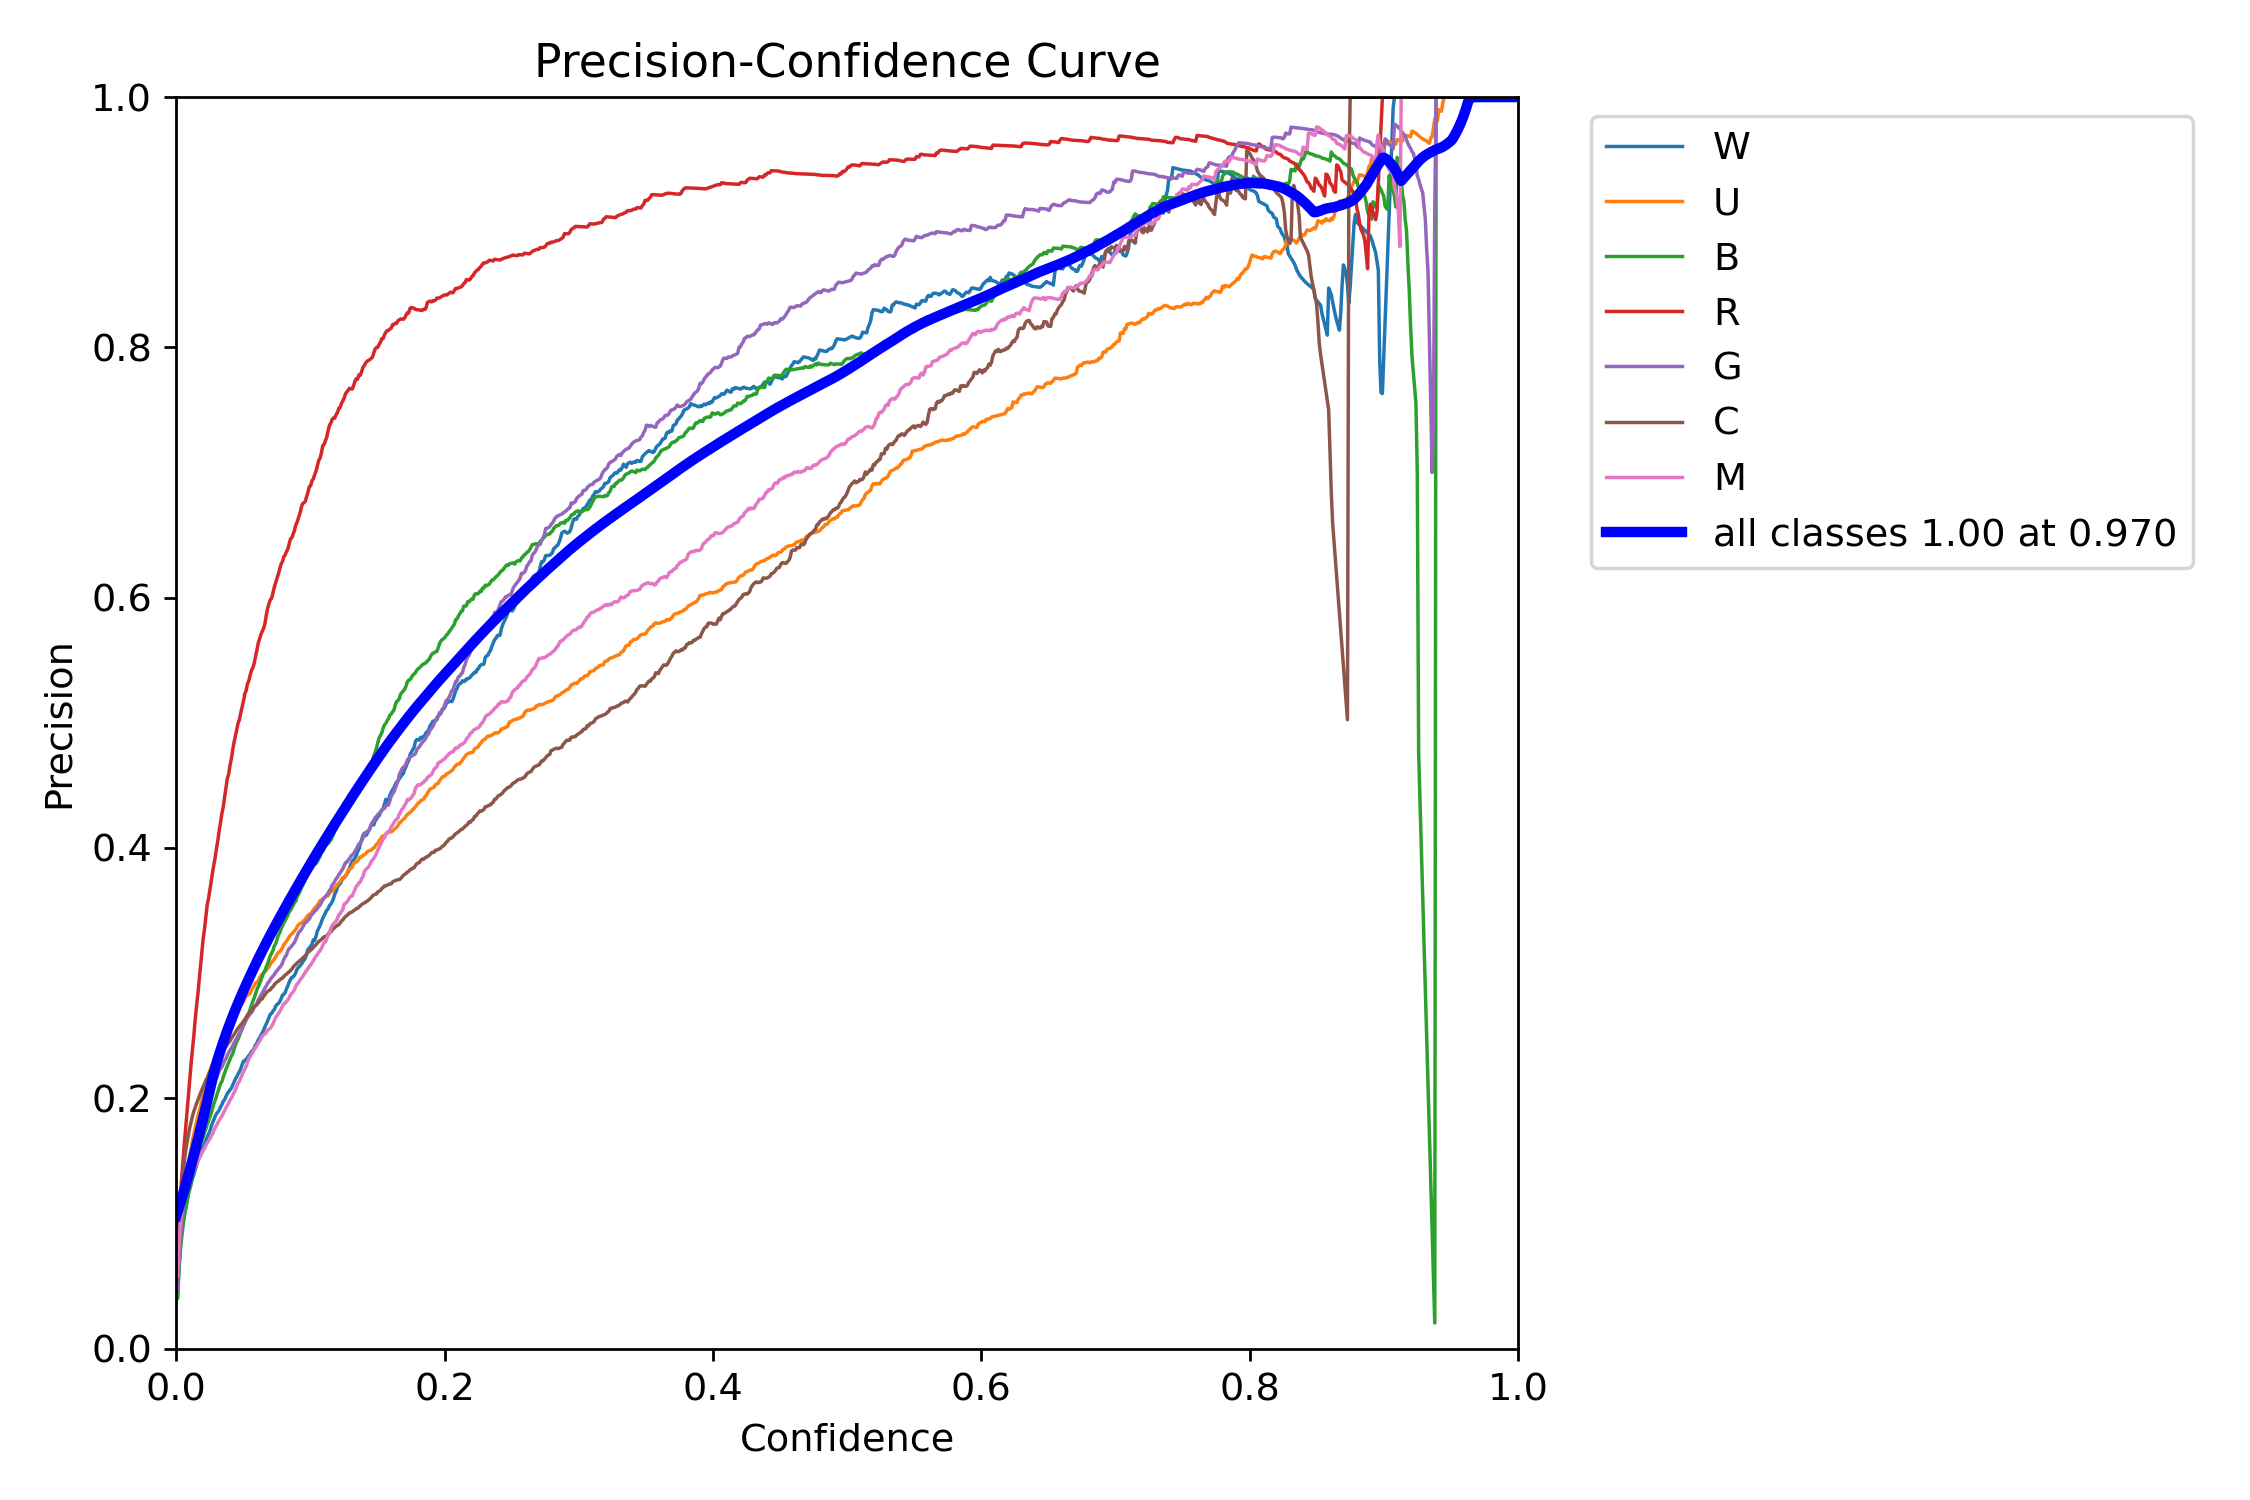 Precision-Confidence Curve
1.0
0.8
0.6
0.4
0.2
0.0
Precision
0.0 0.2 0.4 0.6 0.8 1.0
Confidence
W
U
B
R
G
C
M
all classes 1.00 at 0.970